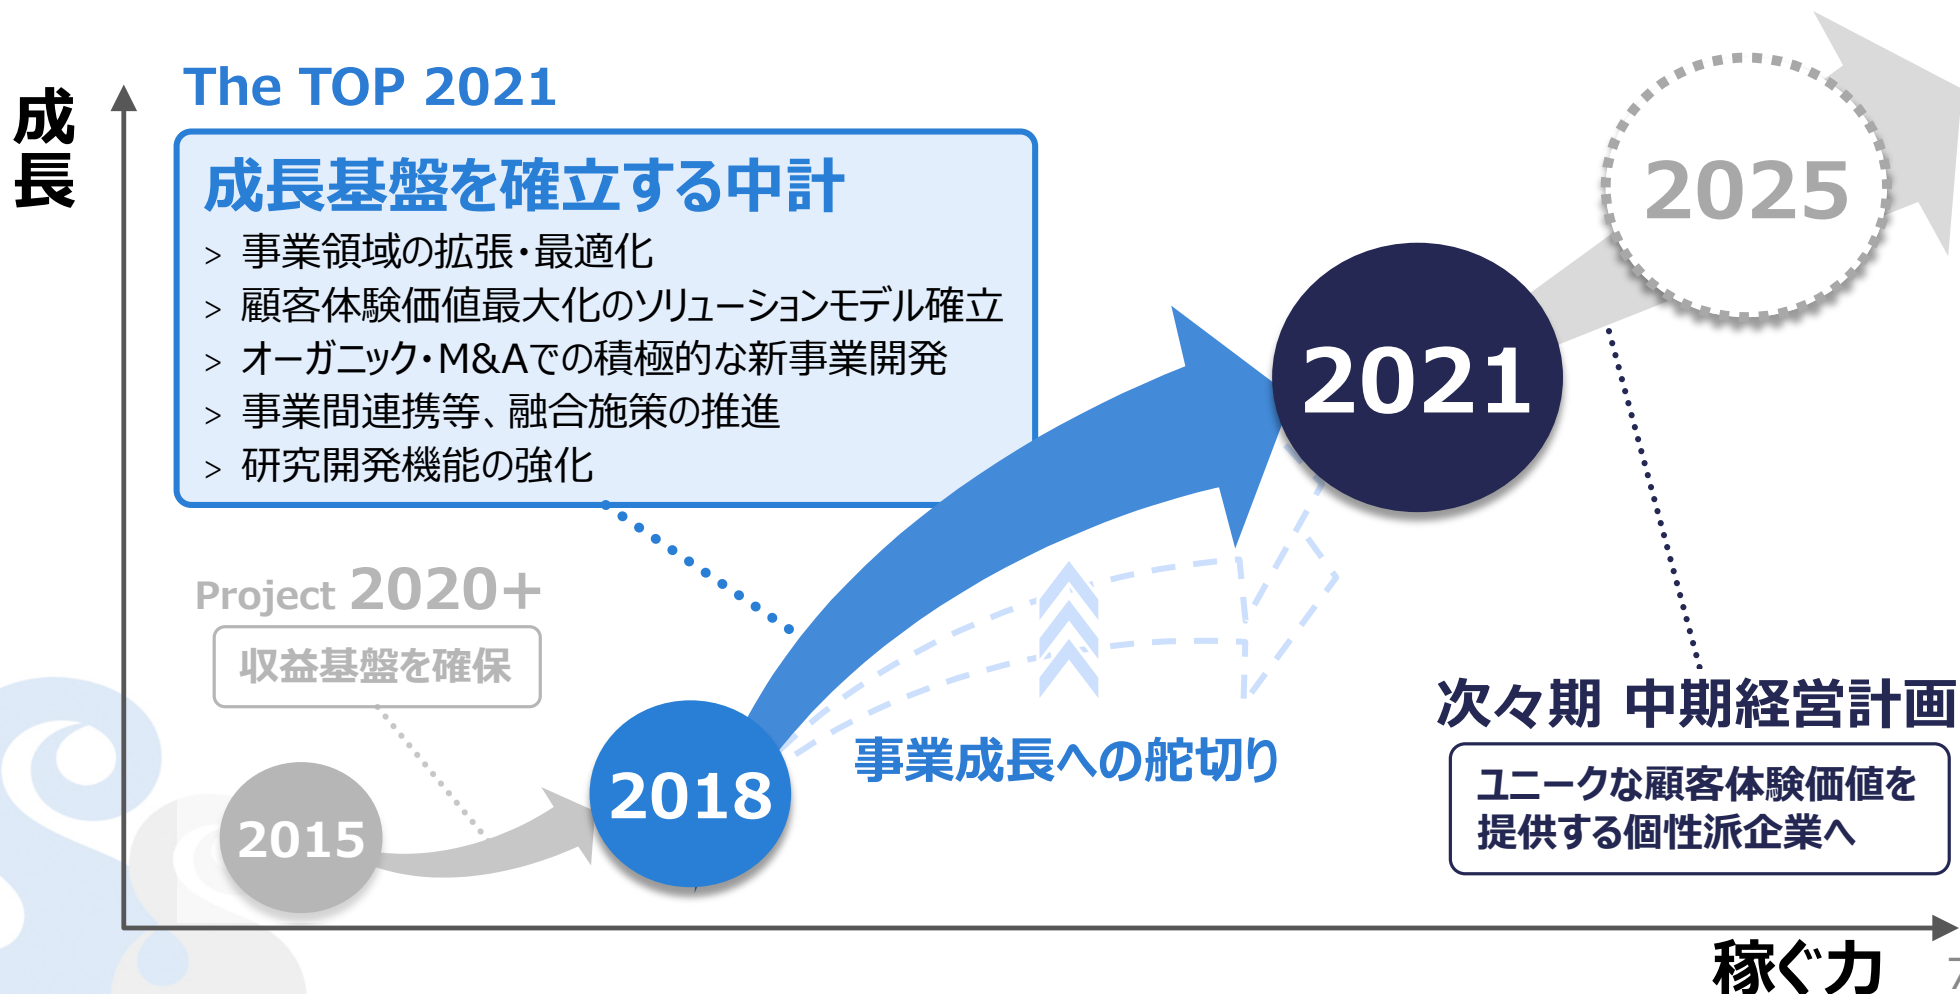 成長
The TOP 2021
成長基盤を確立する中計
> 事業領域の拡張・最適化
> 顧客体験価値最大化のソリューションモデル確立
> オーガニック・M&Aでの積極的な新事業開発
> 事業間連携等、融合施策の推進
> 研究開発機能の強化
2025
2021
Project 2020+
収益基盤を確保
2015
2018
事業成長への舵切り
次々期 中期経営計画
ユニークな顧客体験価値を
提供する個性派企業へ
稼ぐ力